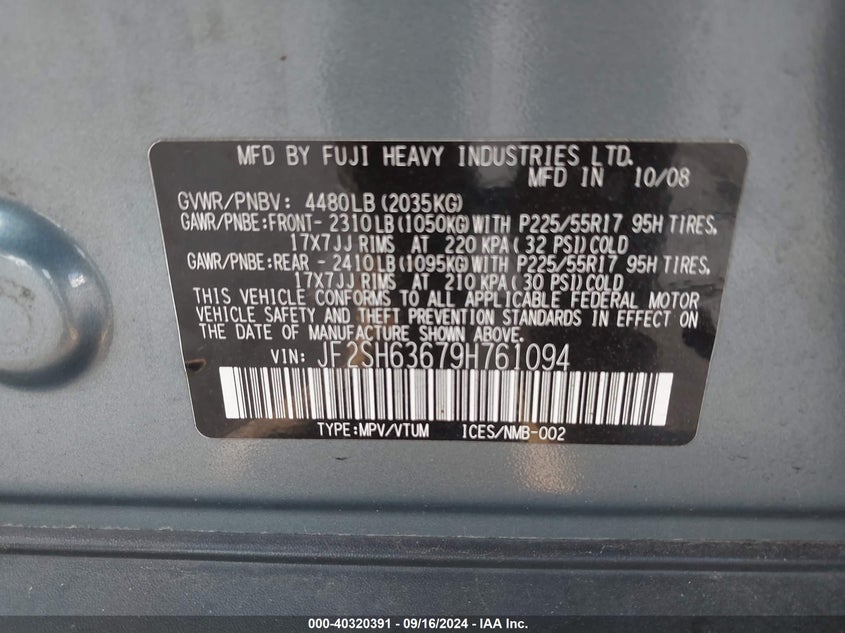 MFD BY FUJI HEAVY INDUSTRIES LTD.
MFD IN 10/08
GVWR/PNBV: 4480LB(2035KG)
GAWR/PNBE:FRONT- 2310LB(1050KG)WITH P225/55R17 95H TIRES,
17X7JJ RIMS AT 220 KPA( 32 PSI)COLD
GAWR/PNBE:REAR - 2410LB(1095KG)WITH P225/55R17 95H TIRES,
17X7JJ RIMS AT 210 KPA( 30 PSI)COLD
THIS VEHICLE CONFORMS TO ALL APPLICABLE FEDERAL MOTOR
VEHICLE SAFETY AND THEFT PREVENTION STANDARDS IN EFFECT ON
THE DATE OF MANUFACTURE SHOWN ABOVE.
VIN: JF2SH63679H761094
TYPE:MPV/VTUM ICES/NMB-002
000-40320391 - 09/16/2024 - IAA Inc.